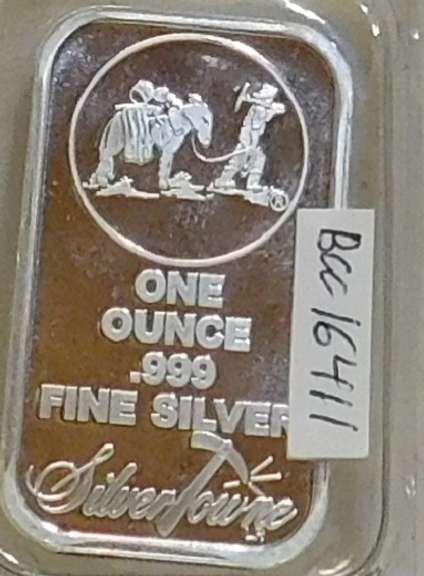 ®
ONE
OUNCE
.999
FINE SILVER
SilverTowne
Bcc 16411